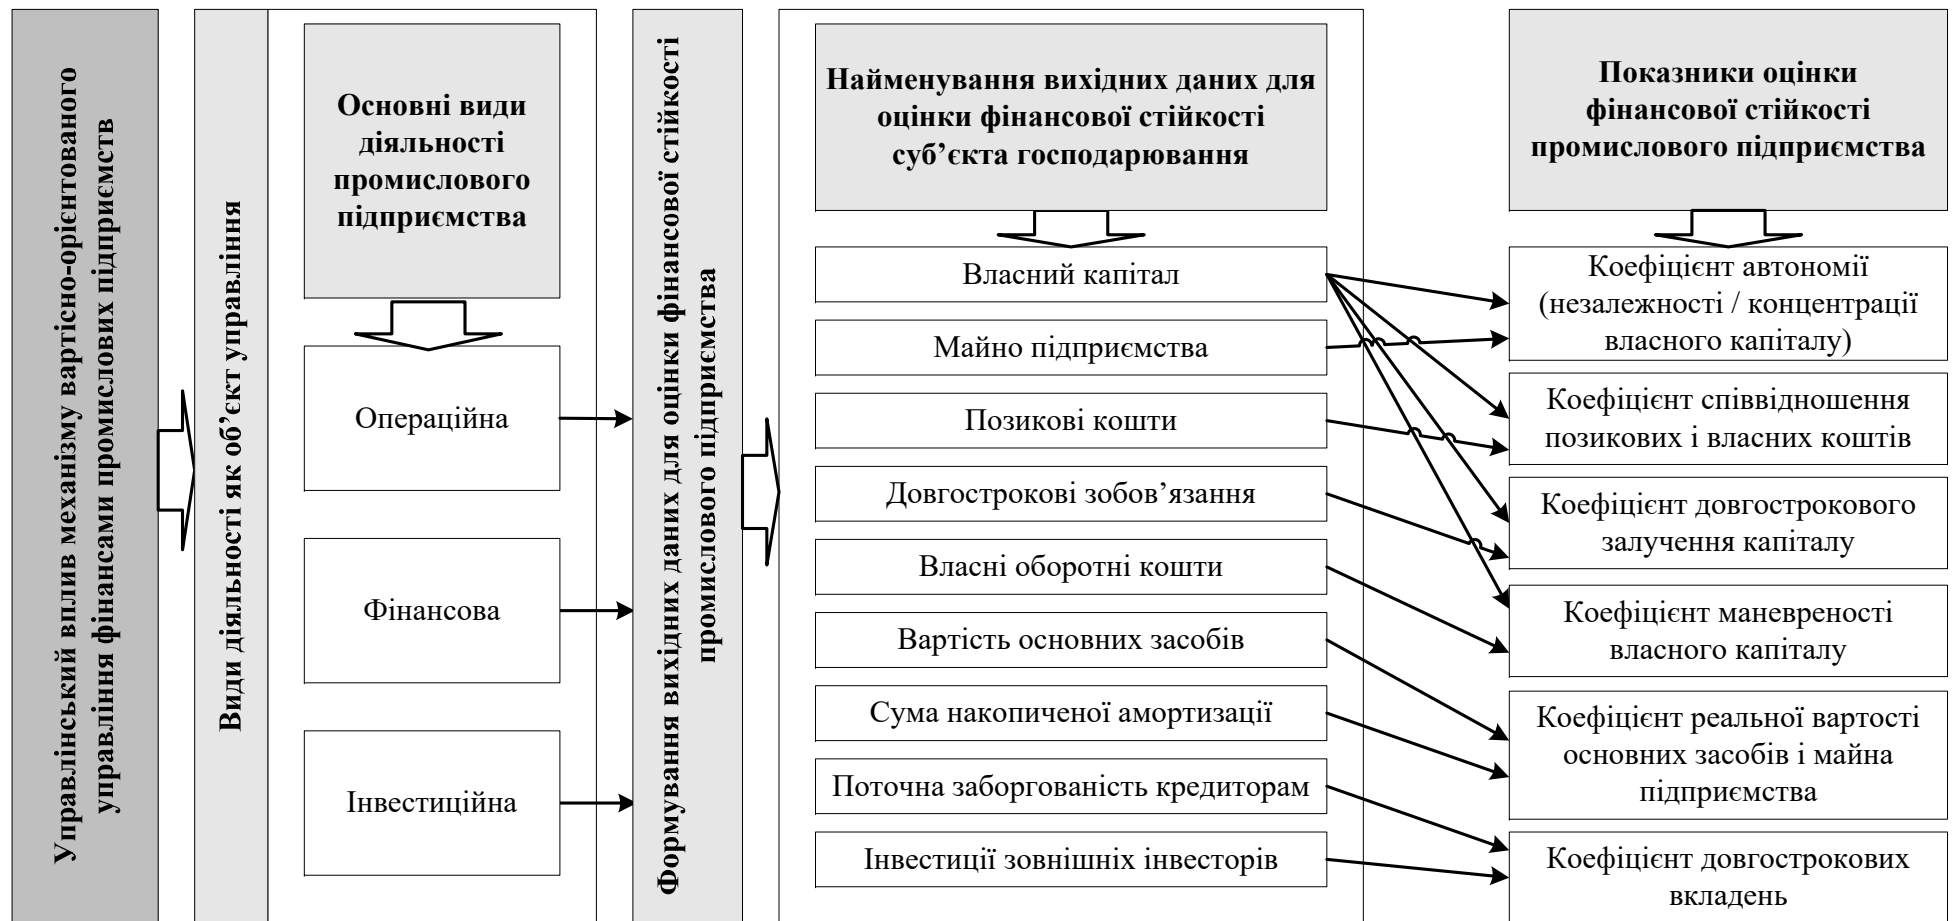 Управлінський вплив механізму вартісно-орієнтованого
управління фінансами промислових підприємств
Види діяльності як об’єкт управління
Основні види
діяльності
промислового
підприємства
Операційна
Фінансова
Інвестиційна
Формування вихідних даних для оцінки фінансової стійкості
промислового підприємства
Найменування вихідних даних для
оцінки фінансової стійкості
суб’єкта господарювання
Власний капітал
Майно підприємства
Позикові кошти
Довгострокові зобов’язання
Власні оборотні кошти
Вартість основних засобів
Сума накопиченої амортизації
Поточна заборгованість кредиторам
Інвестиції зовнішніх інвесторів
Показники оцінки
фінансової стійкості
промислового підприємства
Коефіцієнт автономії
(незалежності / концентрації
власного капіталу)
Коефіцієнт співвідношення
позикових і власних коштів
Коефіцієнт довгострокового
залучення капіталу
Коефіцієнт маневреності
власного капіталу
Коефіцієнт реальної вартості
основних засобів і майна
підприємства
Коефіцієнт довгострокових
вкладень